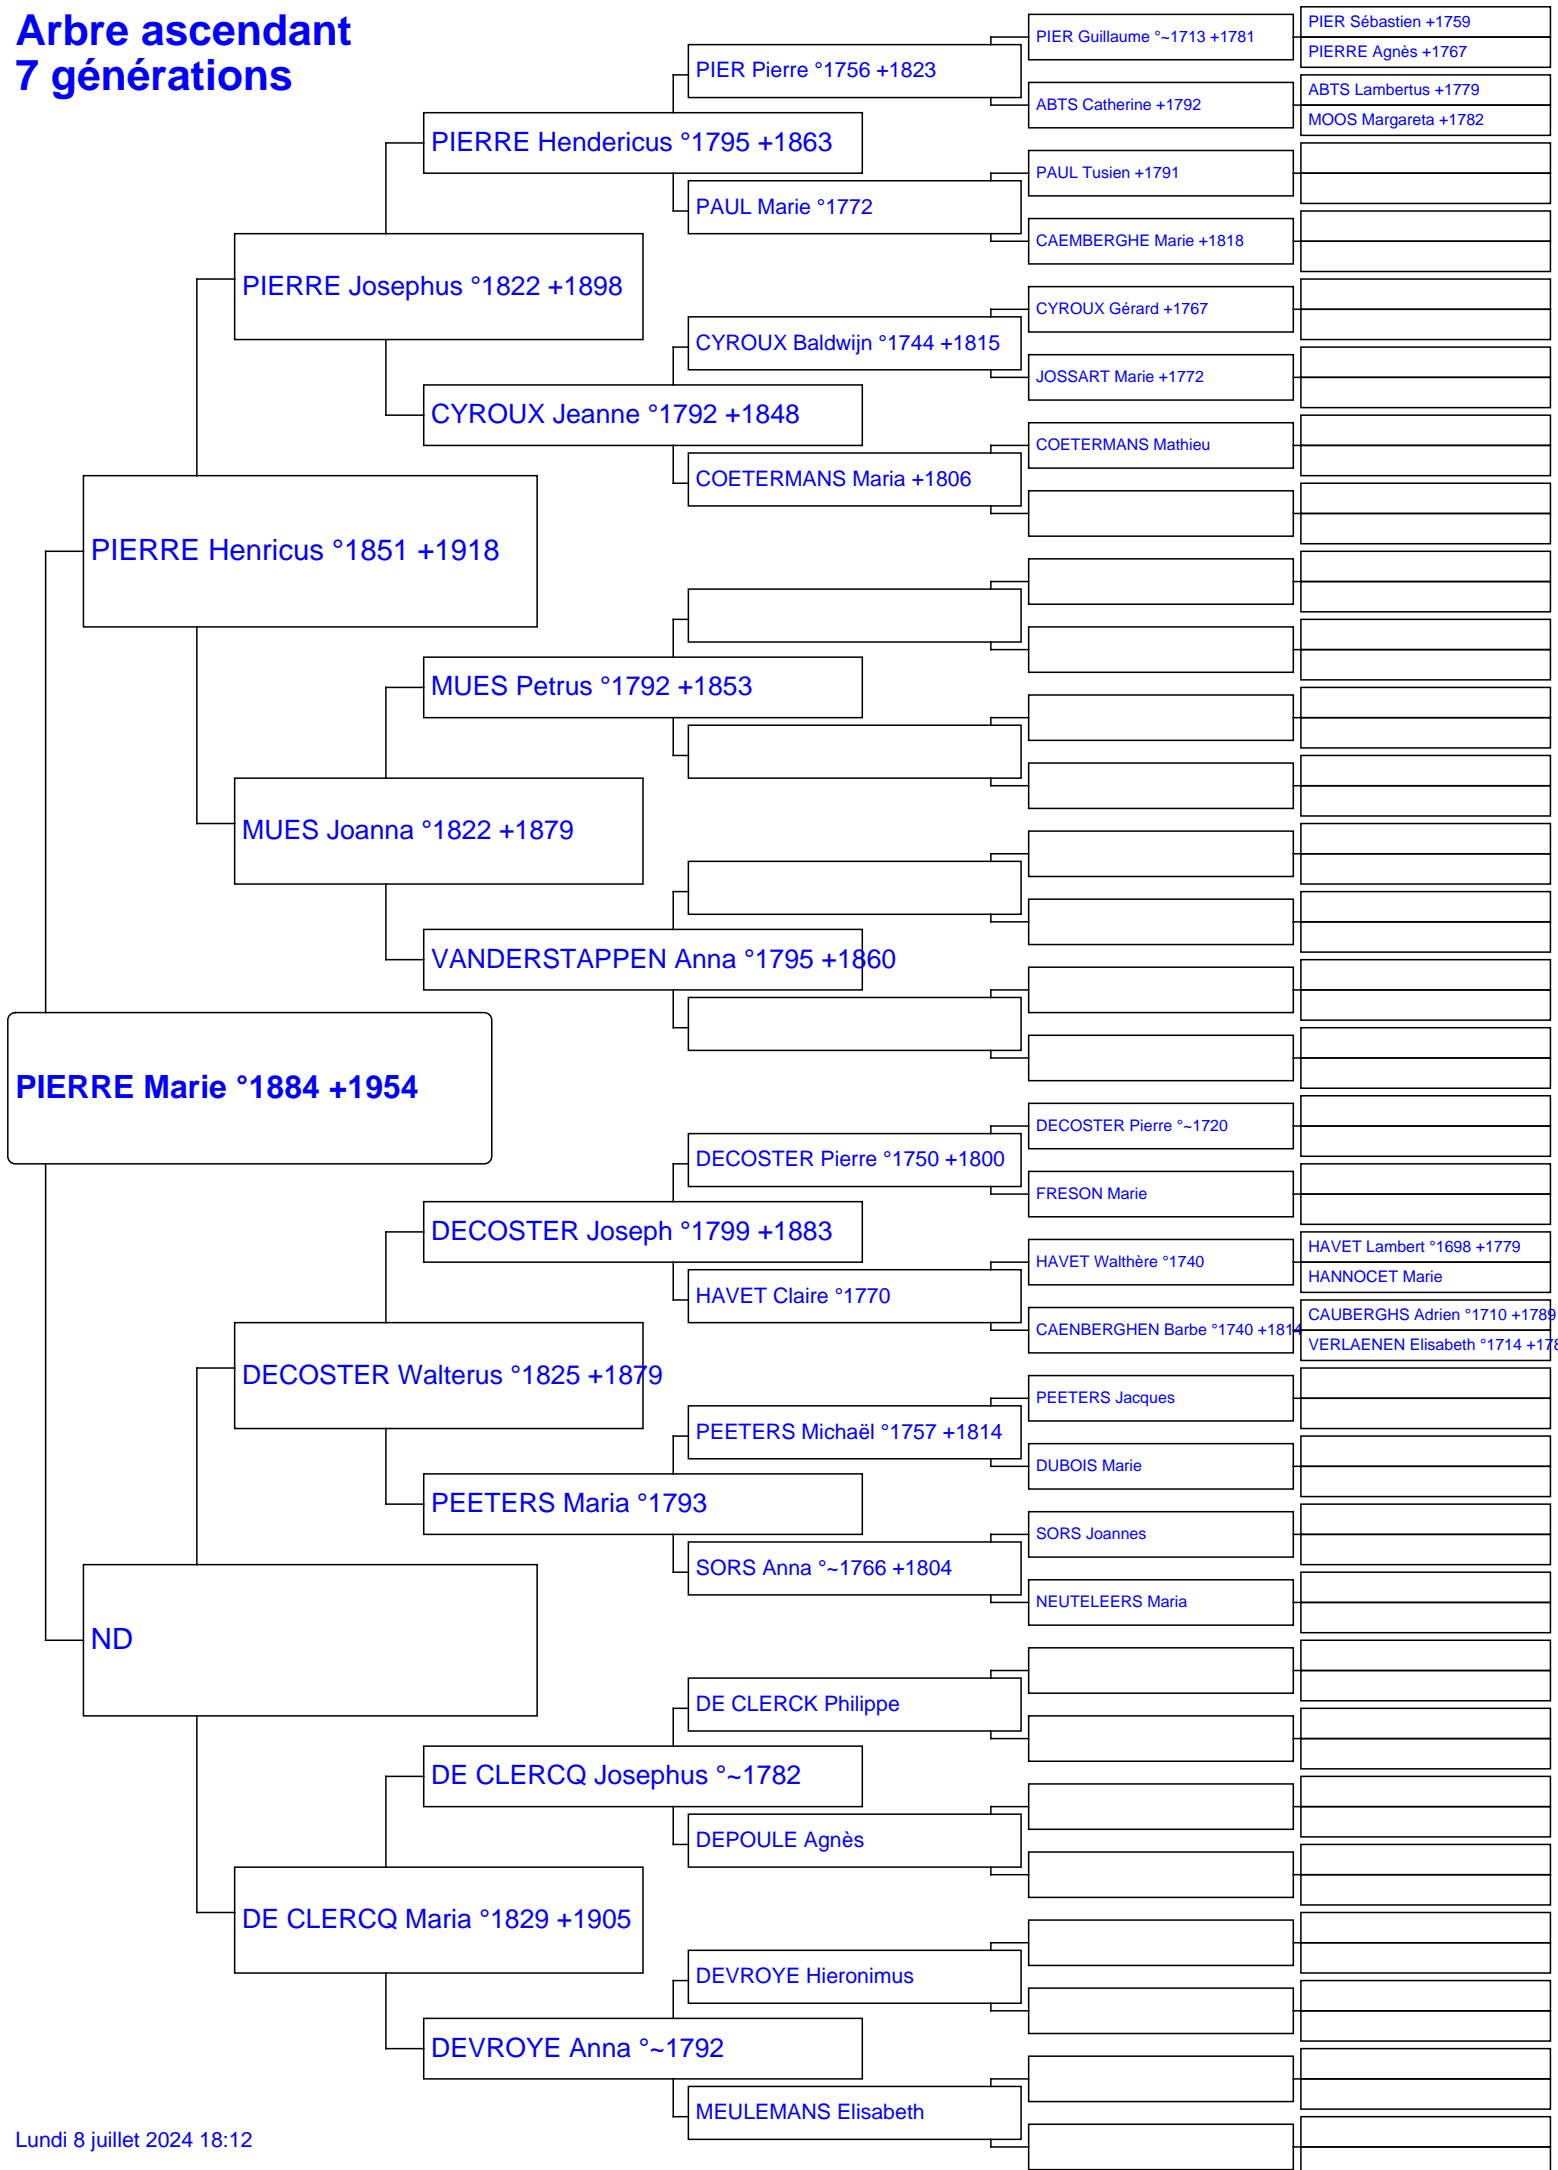 Arbre ascendant
7 générations
PIER Sébastien +1759
PIER Guillaume °~1713 +1781
PIERRE Agnès +1767
PIER Pierre °1756 +1823
ABTS Lambertus +1779
ABTS Catherine +1792
MOOS Margareta +1782
PIERRE Hendericus °1795 +1863
PAUL Tusien +1791
PAUL Marie °1772
CAEMBERGHE Marie +1818
PIERRE Josephus °1822 +1898
CYROUX Gérard +1767
CYROUX Baldwijn °1744 +1815
JOSSART Marie +1772
CYROUX Jeanne °1792 +1848
COETERMANS Mathieu
COETERMANS Maria +1806
PIERRE Henricus °1851 +1918
MUES Petrus °1792 +1853
MUES Joanna °1822 +1879
VANDERSTAPPEN Anna °1795 +1860
PIERRE Marie °1884 +1954
DECOSTER Pierre °~1720
DECOSTER Pierre °1750 +1800
FRESON Marie
DECOSTER Joseph °1799 +1883
HAVET Lambert °1698 +1779
HAVET Walthère °1740
HANNOCET Marie
HAVET Claire °1770
CAUBERGHS Adrien °1710 +1789
CAENBERGHEN Barbe °1740 +1814
VERLAENEN Elisabeth °1714 +178
DECOSTER Walterus °1825 +1879
PEETERS Jacques
PEETERS Michaël °1757 +1814
DUBOIS Marie
PEETERS Maria °1793
SORS Joannes
SORS Anna °~1766 +1804
NEUTELEERS Maria
ND
DE CLERCK Philippe
DE CLERCQ Josephus °~1782
DEPOULE Agnès
DE CLERCQ Maria °1829 +1905
DEVROYE Hieronimus
DEVROYE Anna °~1792
MEULEMANS Elisabeth
Lundi 8 juillet 2024 18:12